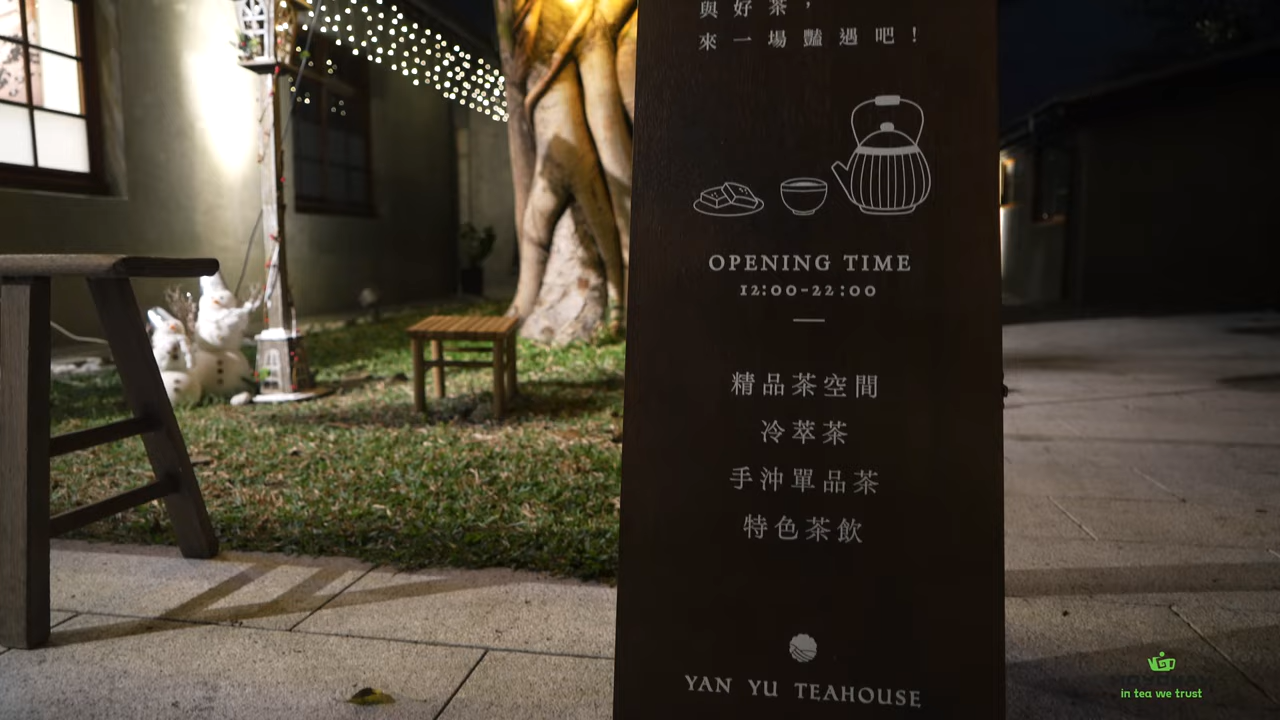 與好茶，
來一場豔遇吧！
OPENING TIME
12:00-22:00
精品茶空間
冷萃茶
手沖單品茶
特色茶飲
YAN YU TEAHOUSE
in tea we trust